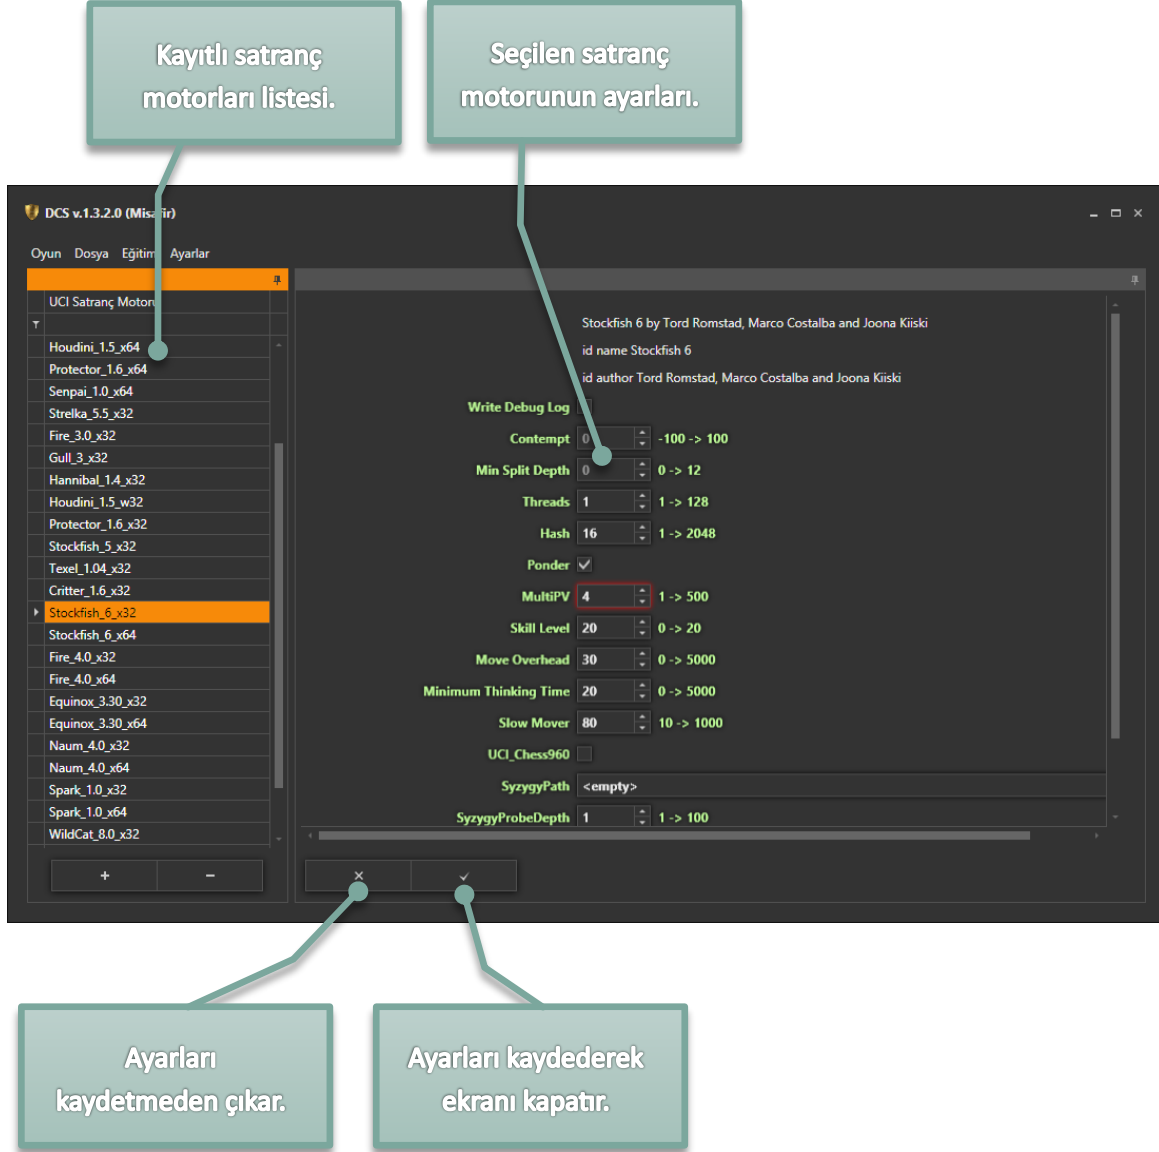 Kayıtlı satranç
motorları listesi.
Seçilen satranç
motorunun ayarları.
DCS v.1.3.2.0 (Misafir)
Oyun Dosya Eğitim Ayarlar
UCI Satranç Motoru
Houdini_1.5_x64
Protector_1.6_x64
Senpai_1.0_x64
Strelka_5.5_x32
Fire_3.0_x32
Gull_3_x32
Hannibal_1.4_x32
Houdini_1.5_w32
Protector_1.6_x32
Stockfish_5_x32
Texel_1.04_x32
Critter_1.6_x32
Stockfish_6_x32
Stockfish_6_x64
Fire_4.0_x32
Fire_4.0_x64
Equinox_3.30_x32
Equinox_3.30_x64
Naum_4.0_x32
Naum_4.0_x64
Spark_1.0_x32
Spark_1.0_x64
WildCat_8.0_x32
Stockfish 6 by Tord Romstad, Marco Costalba and Joona Kiiski
id name Stockfish 6
id author Tord Romstad, Marco Costalba and Joona Kiiski
Write Debug Log
Contempt 0 -100 -> 100
Min Split Depth 0 0 -> 12
Threads 1 1 -> 128
Hash 16 1 -> 2048
Ponder
MultiPV 4 1 -> 500
Skill Level 20 0 -> 20
Move Overhead 30 0 -> 5000
Minimum Thinking Time 20 0 -> 5000
Slow Mover 80 10 -> 1000
UCI_Chess960
SyzygyPath <empty>
SyzygyProbeDepth 1 1 -> 100
Ayarları
kaydetmeden çıkar.
Ayarları kaydederek
ekranı kapatır.